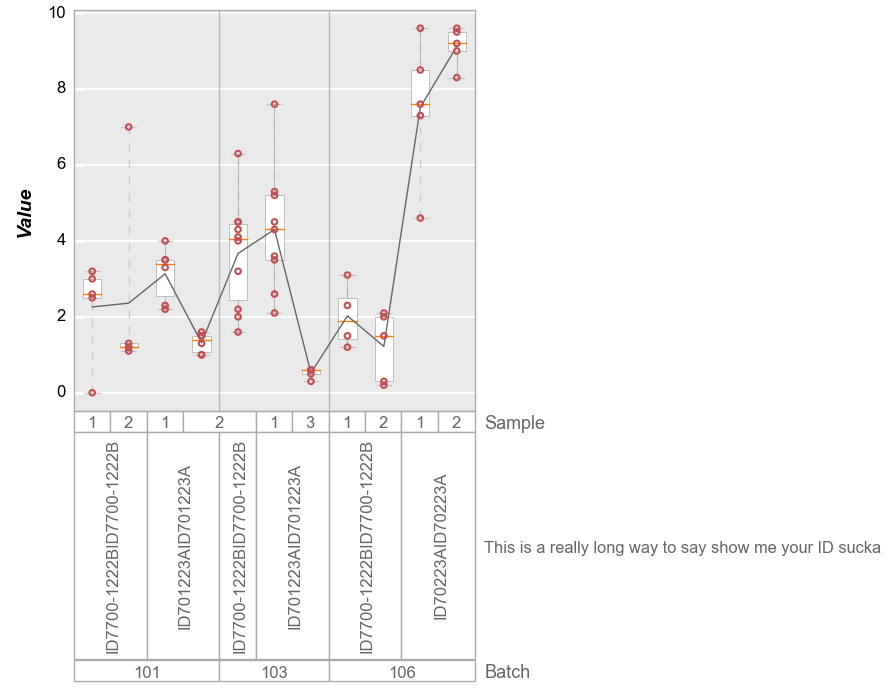 10
8
6
4
2
0
Value
1 2 1 2 1 3 1 2 1 2
Sample
ID7700-1222BID7700-1222B
ID701223AID701223A
ID7700-1222BID7700-1222B
ID701223AID701223A
ID7700-1222BID7700-1222B
ID70223AID70223A
This is a really long way to say show me your ID sucka
101 103 106
Batch